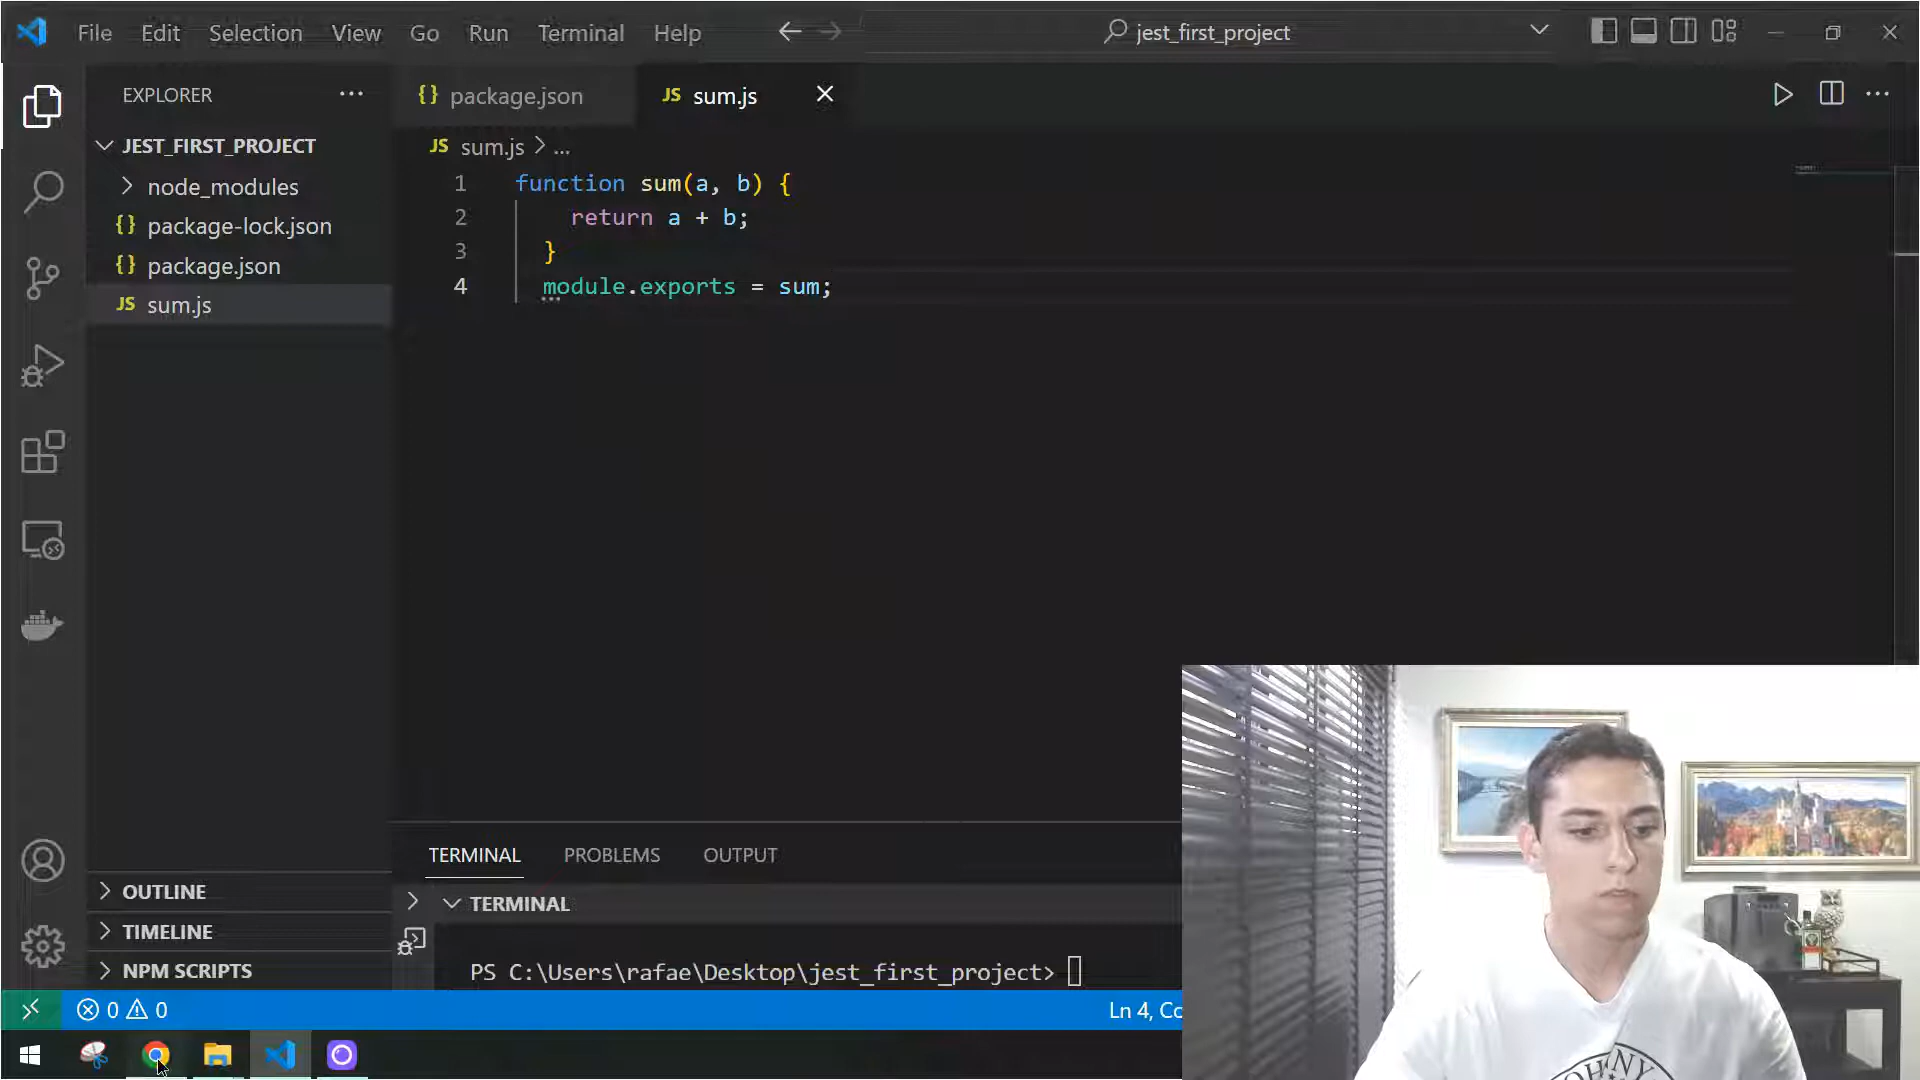 File Edit Selection View Go Run Terminal Help jest_first_project
EXPLORER
JEST_FIRST_PROJECT
node_modules
{} package-lock.json
{} package.json
JS sum.js
{} package.json JS sum.js
JS sum.js > ...
1 function sum(a, b) {
2 return a + b;
3 }
4 module.exports = sum;
OUTLINE
TIMELINE
NPM SCRIPTS
TERMINAL PROBLEMS OUTPUT
TERMINAL
PS C:\Users\rafae\Desktop\jest_first_project>
0 0 Ln 4, Co